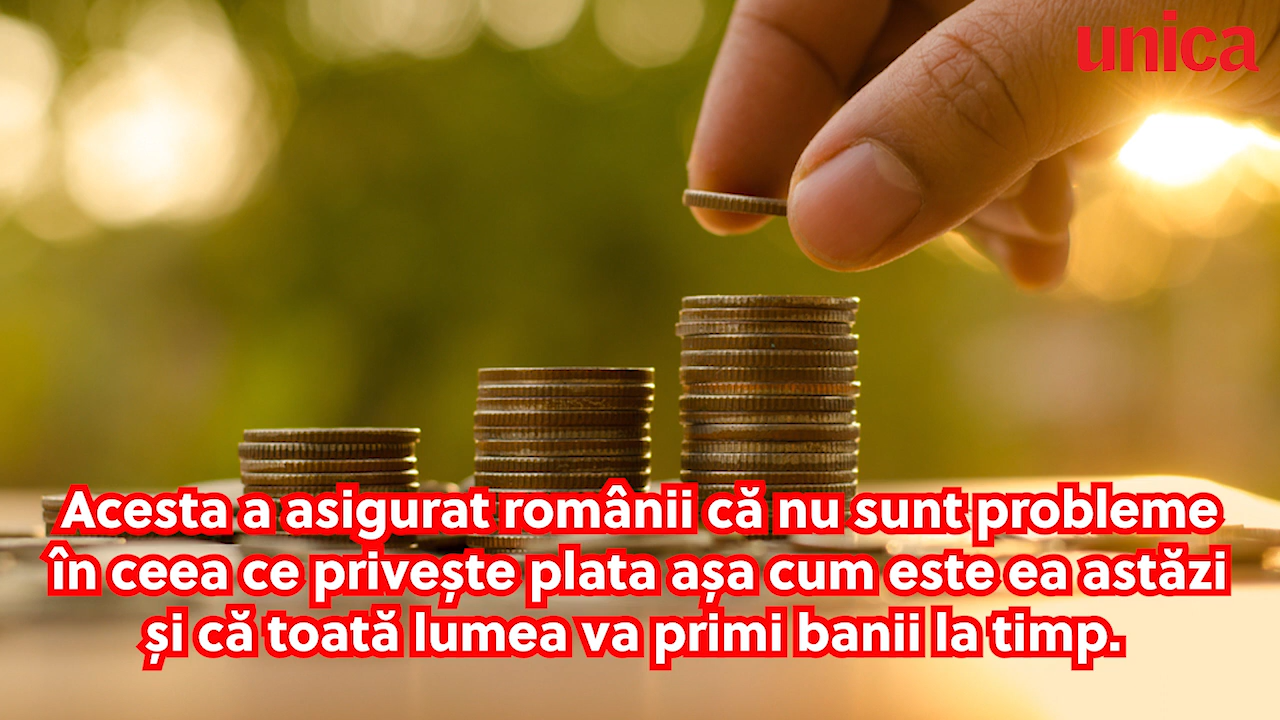 unica
Acesta a asigurat românii că nu sunt probleme
în ceea ce privește plata așa cum este ea astăzi
și că toată lumea va primi banii la timp.